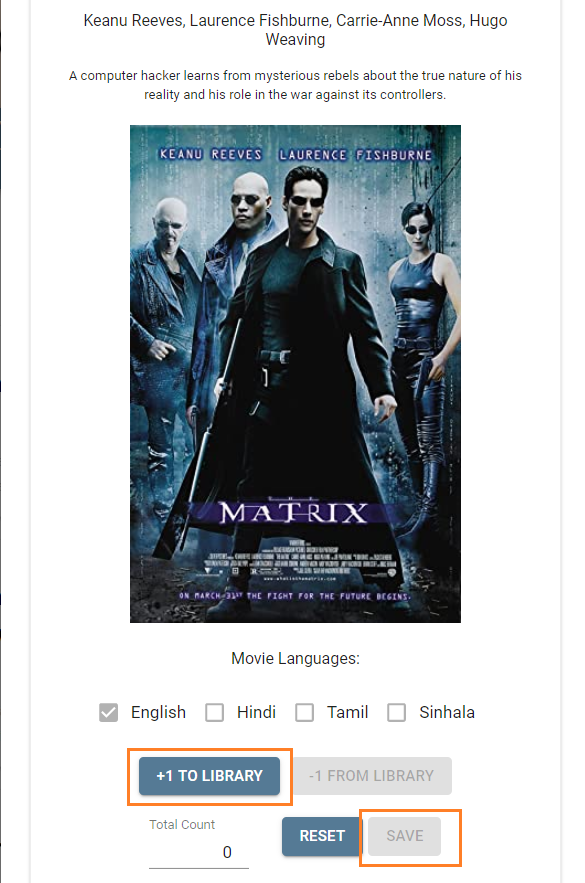 Keanu Reeves, Laurence Fishburne, Carrie-Anne Moss, Hugo
Weaving
A computer hacker learns from mysterious rebels about the true nature of his
reality and his role in the war against its controllers.
KEANU REEVES LAURENCE FISHBURNE
THE
MATRIX
www.whatisthematrix.com
ON MARCH 31ST THE FIGHT FOR THE FUTURE BEGINS.
Movie Languages:
English Hindi Tamil Sinhala
+1 TO LIBRARY -1 FROM LIBRARY
Total Count
0 RESET SAVE